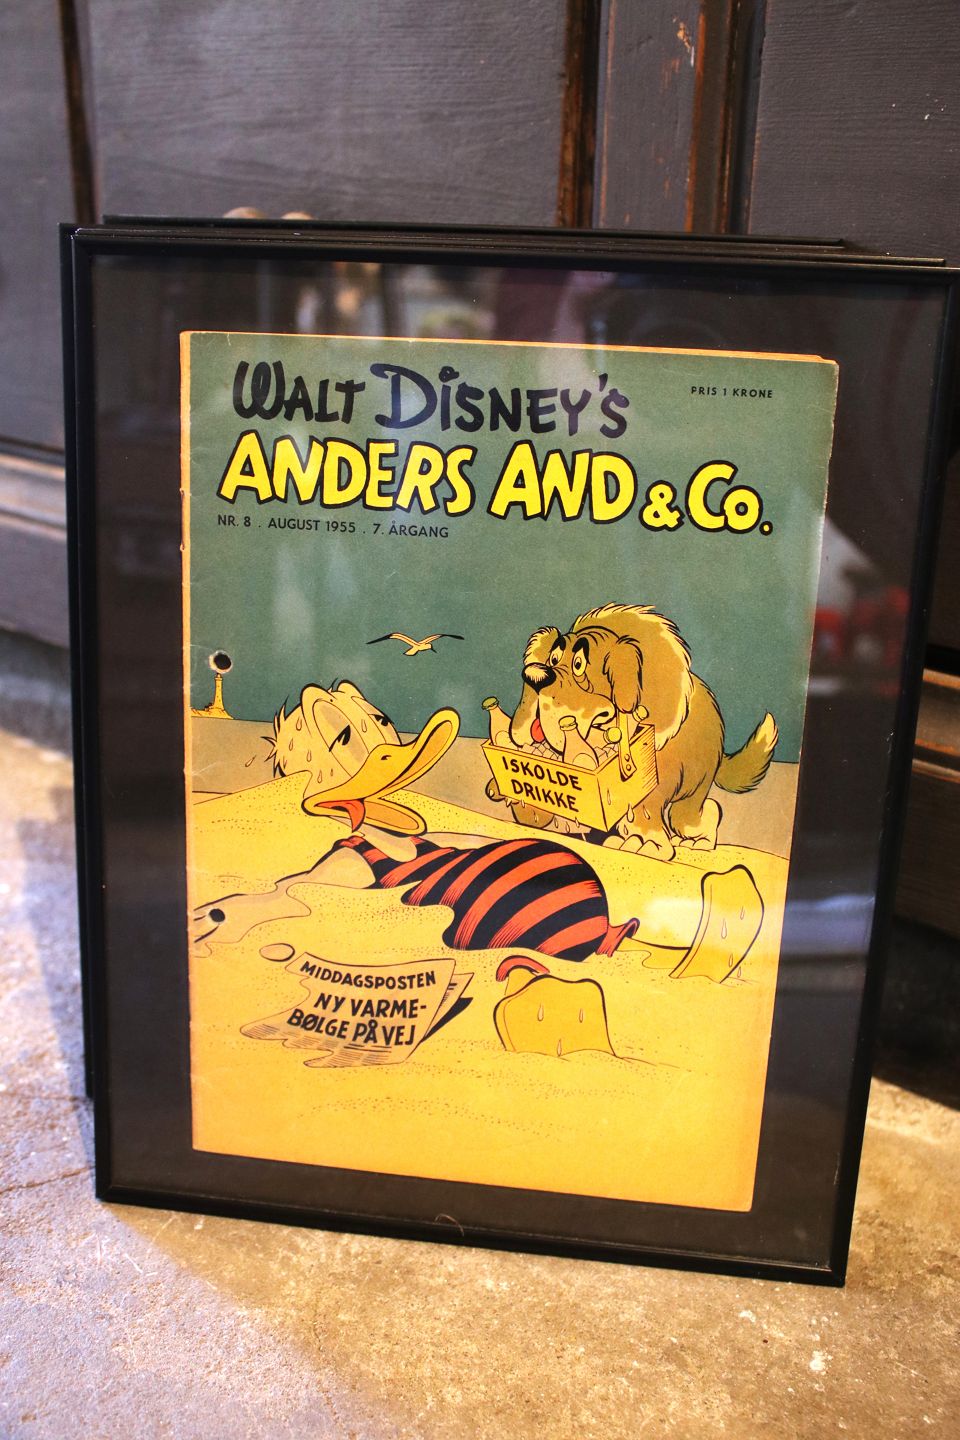 WALT DISNEY'S
PRIS 1 KRONE
ANDERS AND & CO.
NR. 8 . AUGUST 1955 . 7. ÅRGANG
ISKOLDE
DRIKKE
MIDDAGSPOSTEN
NY VARME-
BØLGE PÅ VEJ